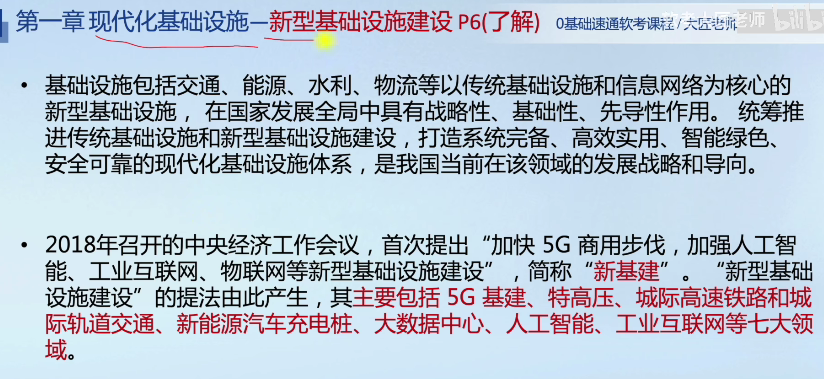 第一章 现代化基础设施—新型基础设施建设 P6(了解) 0基础速通软考课程/大匠老师
bilibili
• 基础设施包括交通、能源、水利、物流等以传统基础设施和信息网络为核心的
新型基础设施，在国家发展全局中具有战略性、基础性、先导性作用。统筹推
进传统基础设施和新型基础设施建设，打造系统完备、高效实用、智能绿色、
安全可靠的现代化基础设施体系，是我国当前在该领域的发展战略和导向。
• 2018年召开的中央经济工作会议，首次提出“加快 5G 商用步伐，加强人工智
能、工业互联网、物联网等新型基础设施建设”，简称“新基建”。“新型基础
设施建设”的提法由此产生，其主要包括 5G 基建、特高压、城际高速铁路和城
际轨道交通、新能源汽车充电桩、大数据中心、人工智能、工业互联网等七大领
域。